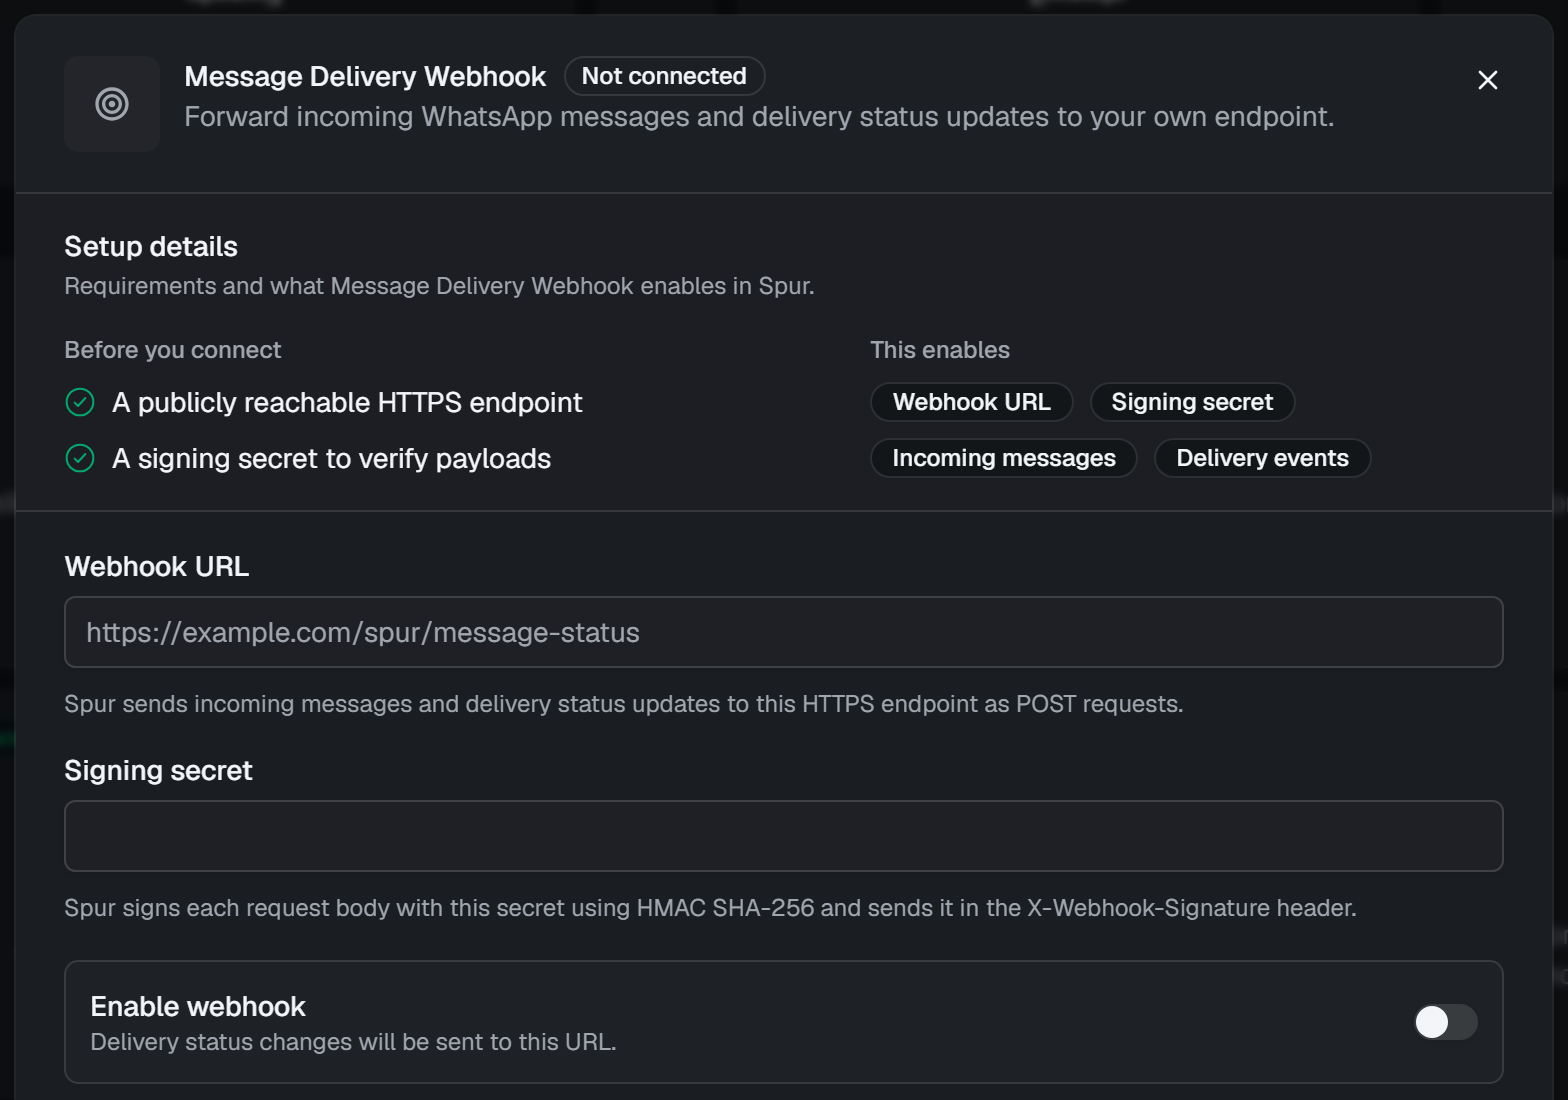 Message Delivery Webhook
Not connected
Forward incoming WhatsApp messages and delivery status updates to your own endpoint.
Setup details
Requirements and what Message Delivery Webhook enables in Spur.
Before you connect
A publicly reachable HTTPS endpoint
A signing secret to verify payloads
This enables
Webhook URL
Signing secret
Incoming messages
Delivery events
Webhook URL
https://example.com/spur/message-status
Spur sends incoming messages and delivery status updates to this HTTPS endpoint as POST requests.
Signing secret
Spur signs each request body with this secret using HMAC SHA-256 and sends it in the X-Webhook-Signature header.
Enable webhook
Delivery status changes will be sent to this URL.